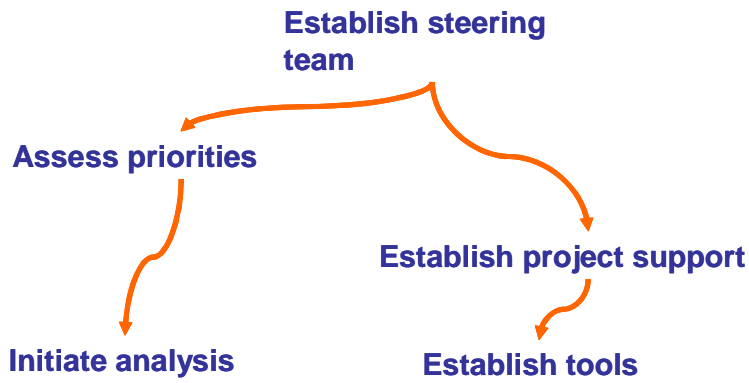 Establish steering
team
Assess priorities
Establish project support
Initiate analysis
Establish tools